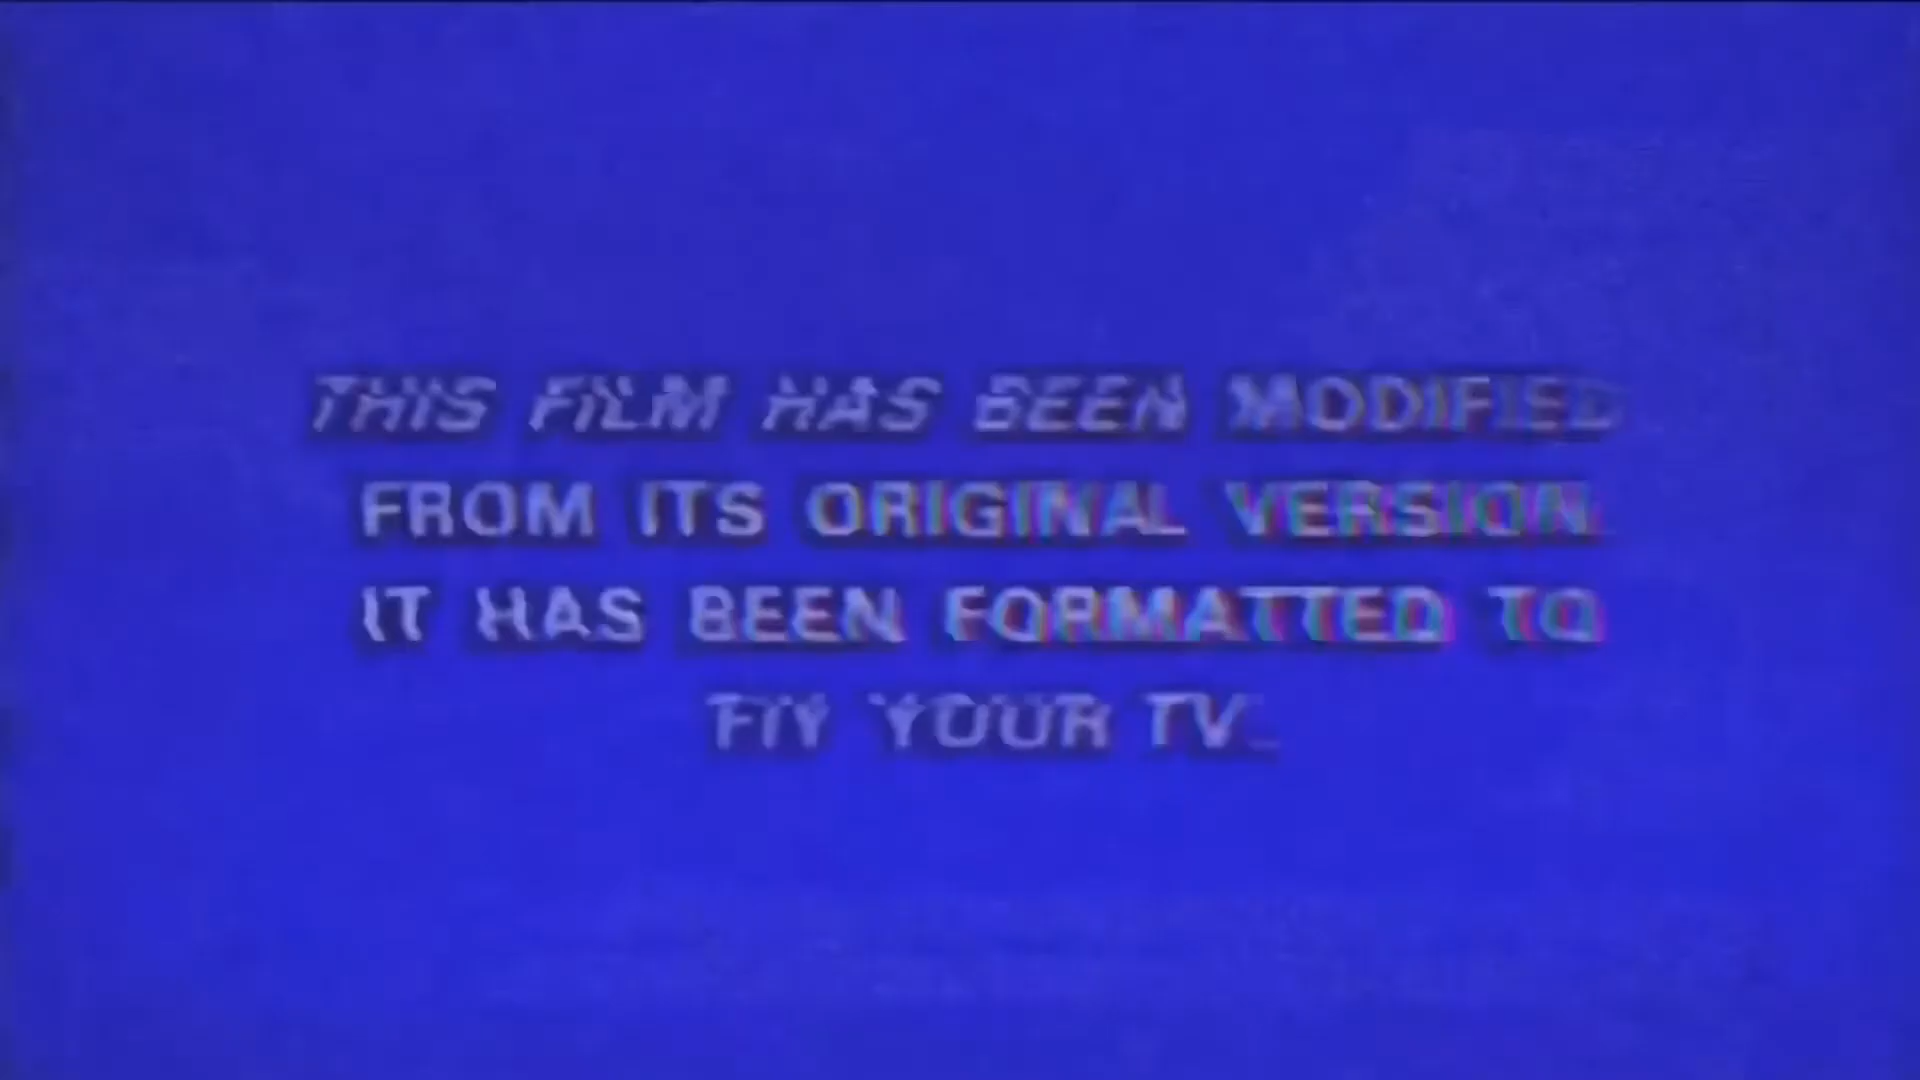 THIS FILM HAS BEEN MODIFIED
FROM ITS ORIGINAL VERSION.
IT HAS BEEN FORMATTED TO
FIT YOUR TV.